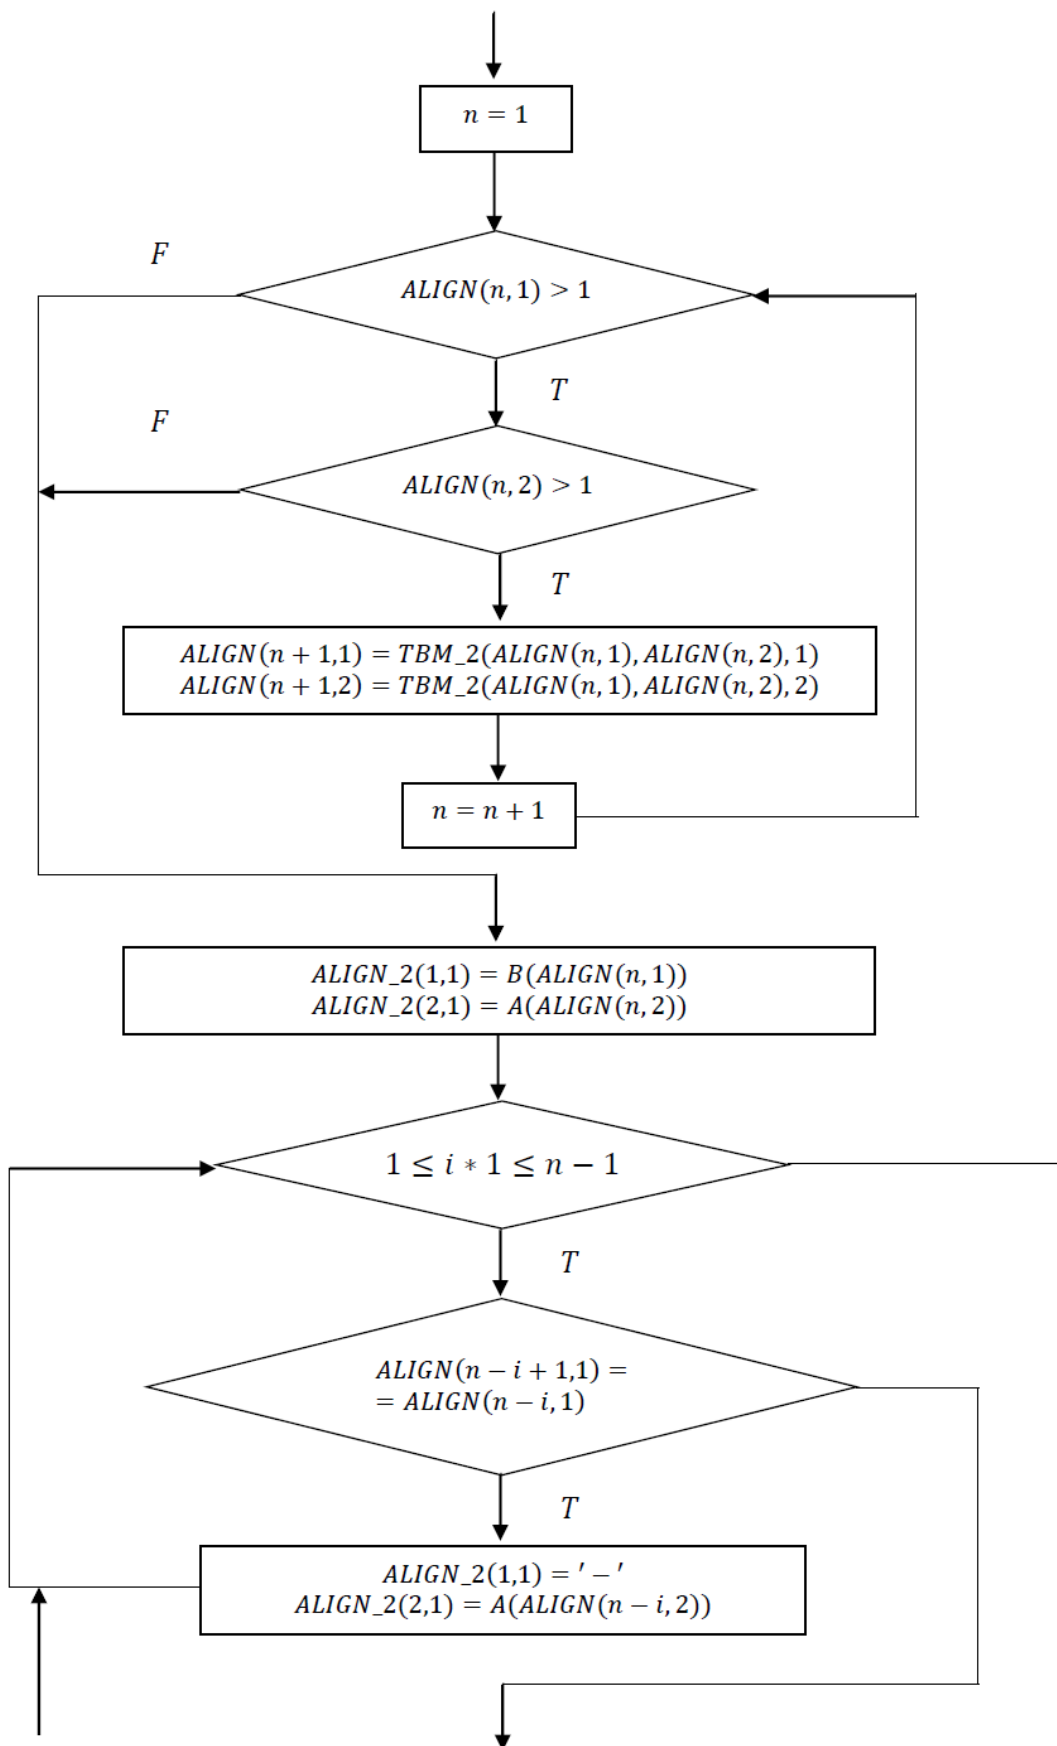 n = 1
F
ALIGN(n, 1) > 1
T
F
ALIGN(n, 2) > 1
T
ALIGN(n + 1,1) = TBM_2(ALIGN(n, 1), ALIGN(n, 2), 1)
ALIGN(n + 1,2) = TBM_2(ALIGN(n, 1), ALIGN(n, 2), 2)
n = n + 1
ALIGN_2(1,1) = B(ALIGN(n, 1))
ALIGN_2(2,1) = A(ALIGN(n, 2))
1 ≤ i * 1 ≤ n − 1
T
ALIGN(n − i + 1,1) =
= ALIGN(n − i, 1)
T
ALIGN_2(1,1) = ′ − ′
ALIGN_2(2,1) = A(ALIGN(n − i, 2))